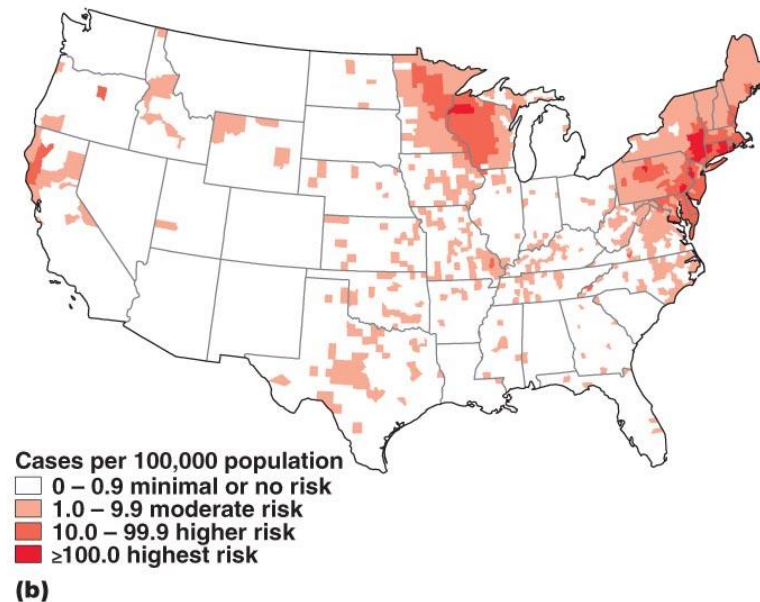 Cases per 100,000 population
0 – 0.9 minimal or no risk
1.0 – 9.9 moderate risk
10.0 – 99.9 higher risk
≥100.0 highest risk
(b)